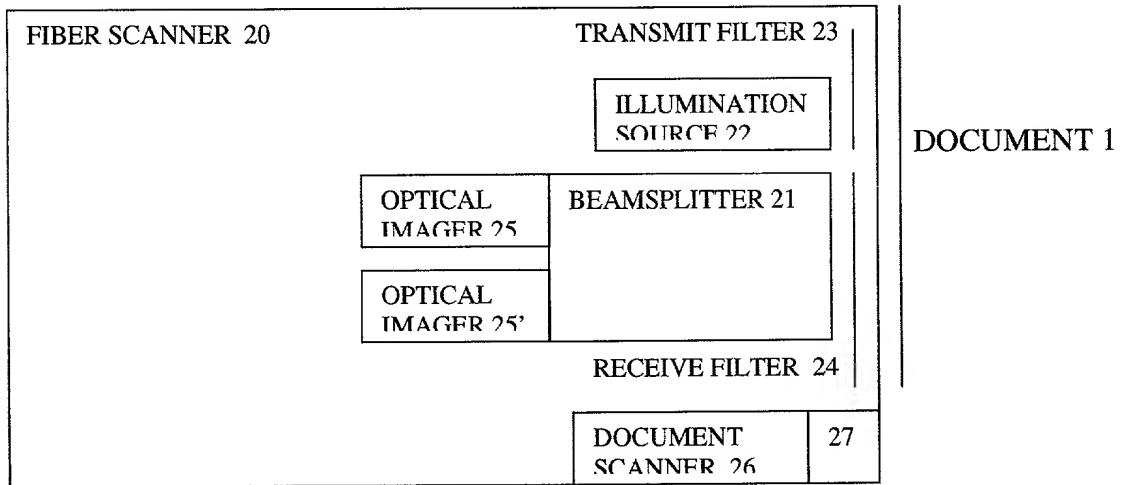 FIBER SCANNER 20
TRANSMIT FILTER 23
ILLUMINATION
SOURCE 22
DOCUMENT 1
OPTICAL
IMAGER 25
BEAMSPLITTER 21
OPTICAL
IMAGER 25'
RECEIVE FILTER 24
DOCUMENT
SCANNER 26
27